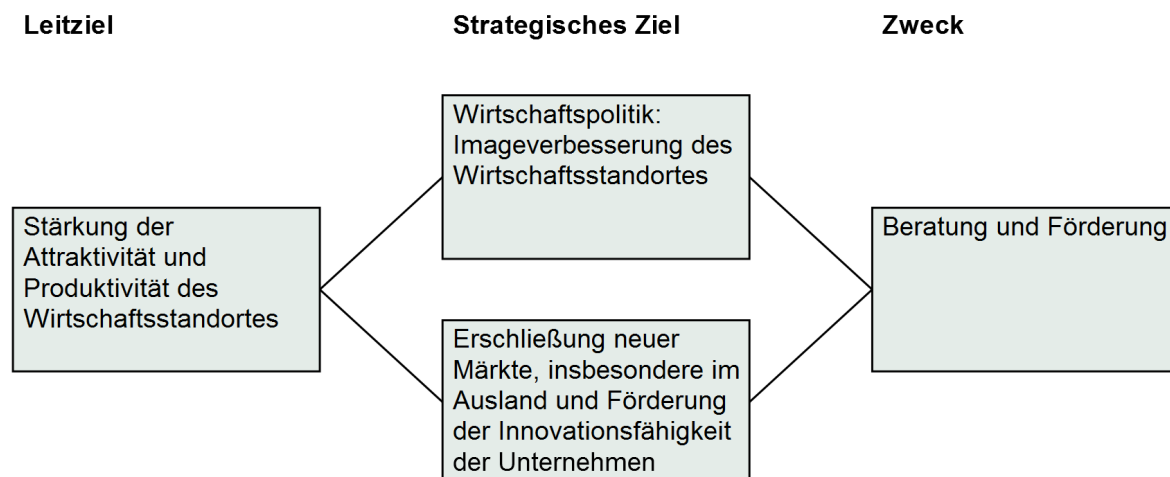 Leitziel
Strategisches Ziel
Zweck
Stärkung der
Attraktivität und
Produktivität des
Wirtschaftsstandortes
Wirtschaftspolitik:
Imageverbesserung des
Wirtschaftsstandortes
Erschließung neuer
Märkte, insbesondere im
Ausland und Förderung
der Innovationsfähigkeit
der Unternehmen
Beratung und Förderung